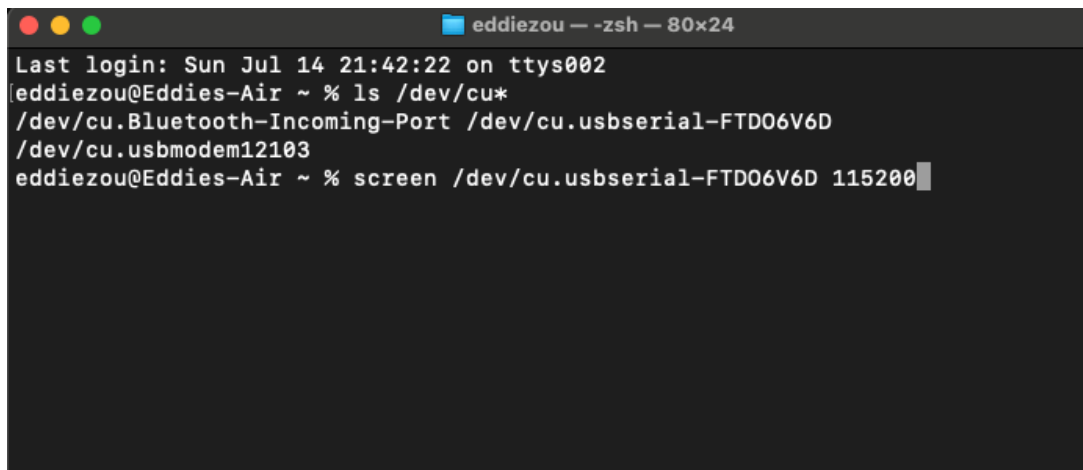 eddiezou — -zsh — 80×24
Last login: Sun Jul 14 21:42:22 on ttys002
[eddiezou@Eddies-Air ~ % ls /dev/cu*
/dev/cu.Bluetooth-Incoming-Port /dev/cu.usbserial-FTDO6V6D
/dev/cu.usbmodem12103
eddiezou@Eddies-Air ~ % screen /dev/cu.usbserial-FTDO6V6D 115200